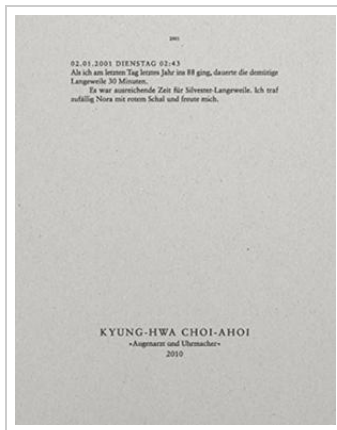 2001
02.01.2001 DIENSTAG 02:43
Als ich am letzten Tag letztes Jahr ins 88 ging, dauerte die dortige
Langeweile 30 Minuten.
Es war ausreichende Zeit für Silvester-Langeweile. Ich traf
zufällig Nora mit rotem Schal und freute mich.
KYUNG-HWA CHOI-AHOI
»Augenarzt und Uhrmacher«
2010